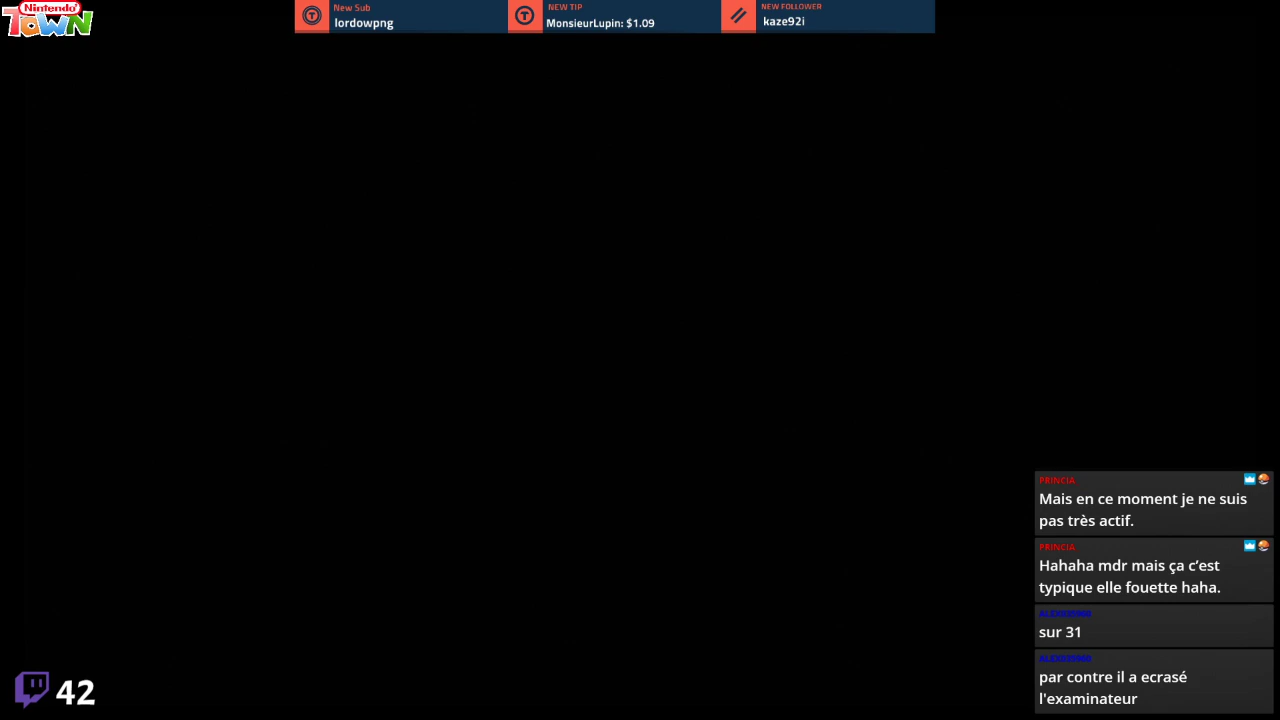 Nintendo
TOWN
New Sub
lordowpng
NEW TIP
MonsieurLupin: $1.09
NEW FOLLOWER
kaze92i
PRINCIA
Mais en ce moment je ne suis
pas très actif.
PRINCIA
Hahaha mdr mais ça c’est
typique elle fouette haha.
sur 31
par contre il a ecrasé
l'examinateur
42